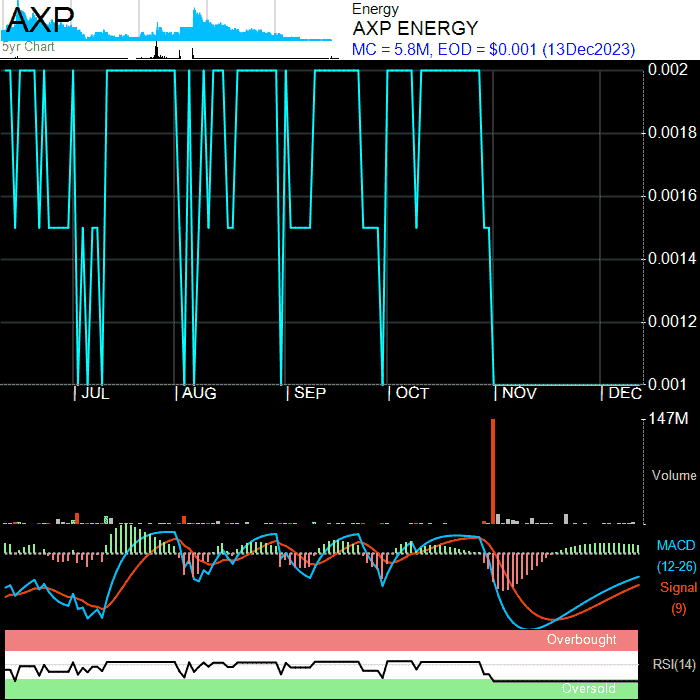 AXP
5yr Chart
Energy
AXP ENERGY
MC = 5.8M, EOD = $0.001 (13Dec2023)
0.002
0.0018
0.0016
0.0014
0.0012
0.001
JUL AUG SEP OCT NOV DEC
147M
Volume
MACD
(12-26)
Signal
(9)
Overbought
RSI(14)
Oversold